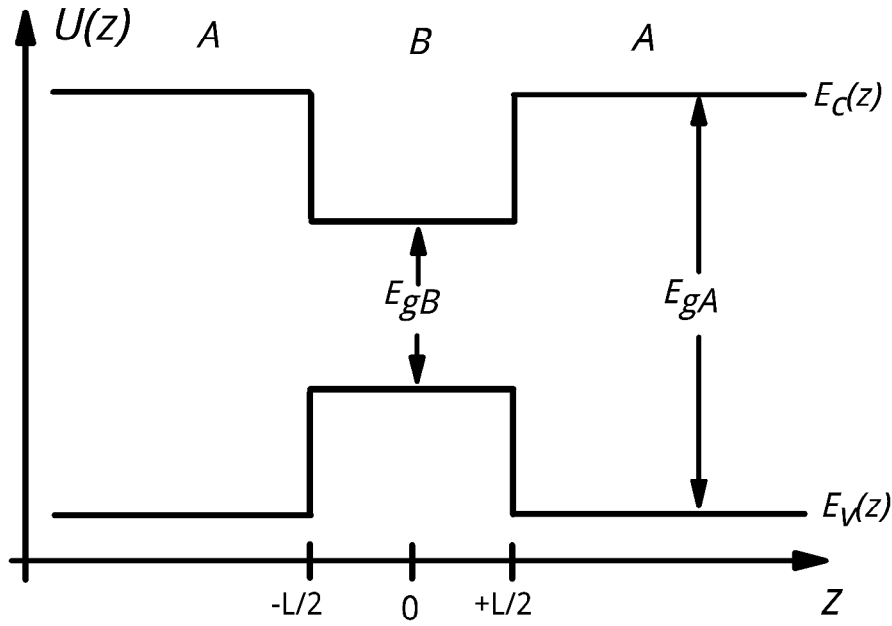 U(z)
A
B
A
E_C(z)
E_gB
E_gA
E_V(z)
-L/2
0
+L/2
z